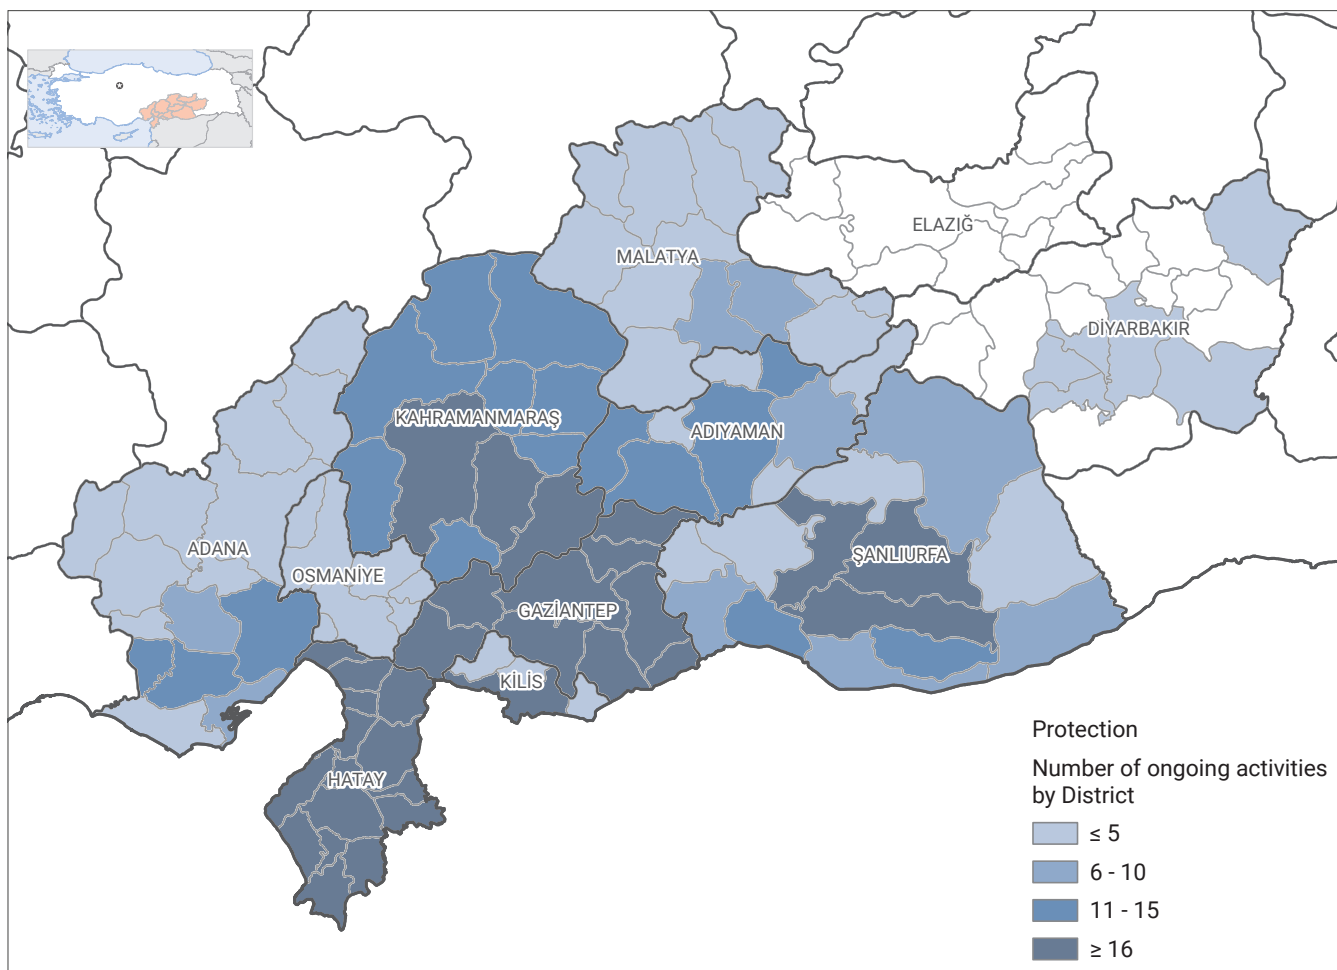 ELAZIĞ
MALATYA
DİYARBAKIR
KAHRAMANMARAŞ
ADIYAMAN
ADANA
OSMANİYE
ŞANLIURFA
GAZİANTEP
KİLİS
HATAY
Protection
Number of ongoing activities
by District
≤ 5
6 - 10
11 - 15
≥ 16